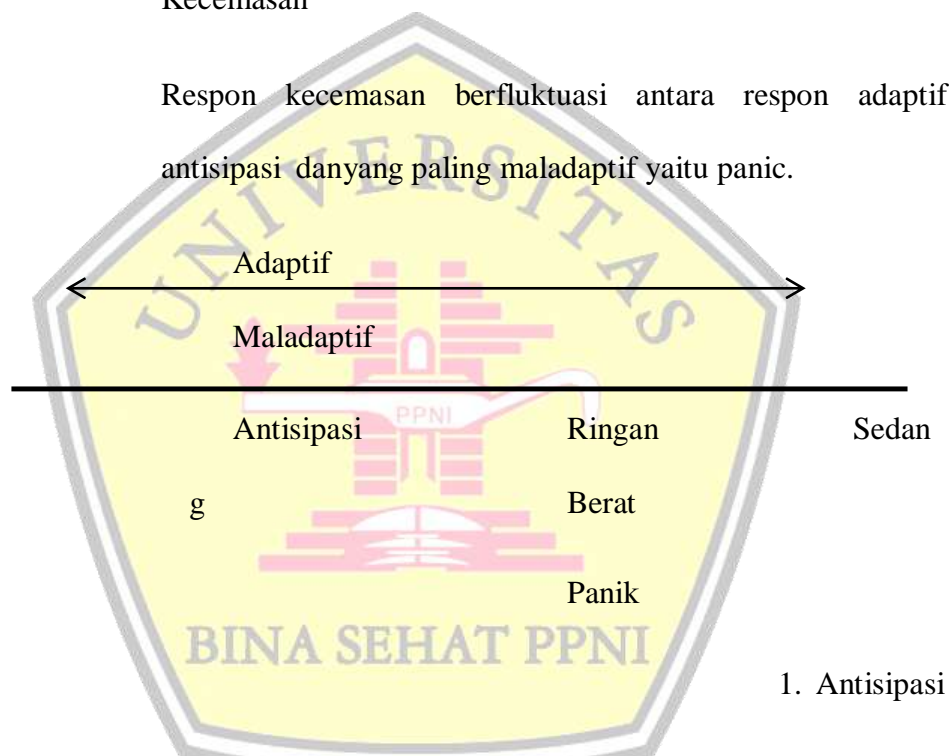 Kecemasan
Respon kecemasan berfluktuasi antara respon adaptif
antisipasi danyang paling maladaptif yaitu panic.
UNIVERSITAS
Adaptif
Maladaptif
PPNI
Antisipasi Ringan Sedan
g Berat
Panik
BINA SEHAT PPNI
1. Antisipasi